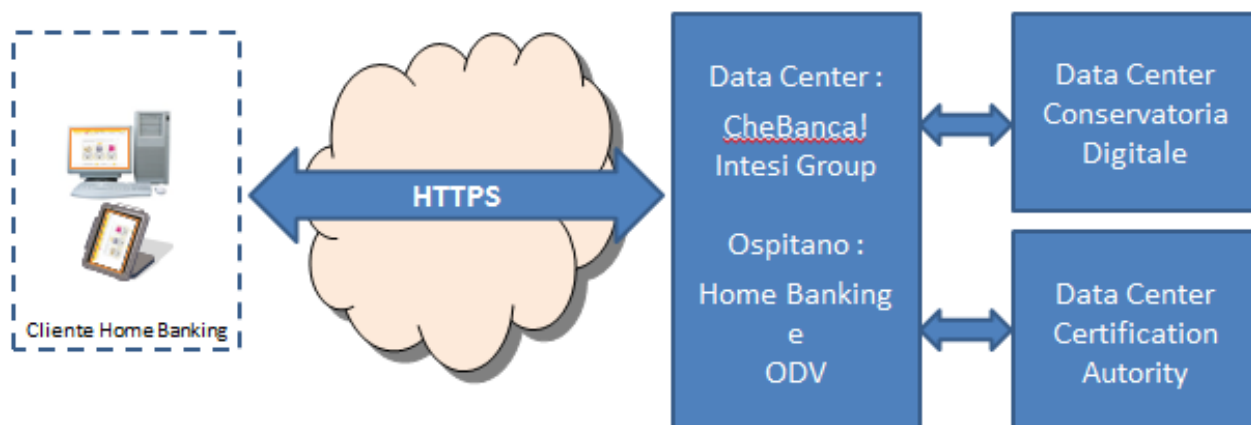 Cliente Home Banking
HTTPS
Data Center :
CheBanca!
Intesi Group
Ospitano :
Home Banking
e
ODV
Data Center
Conservatoria
Digitale
Data Center
Certification
Autority